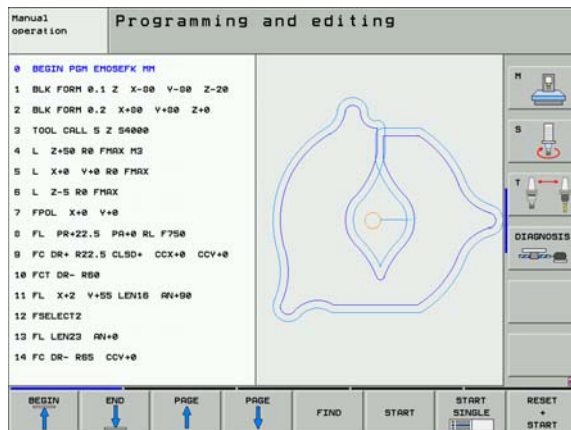 Manual
operation
Programming and editing
0 BEGIN PGM EMOSEFK MM
1 BLK FORM 0.1 Z X-80 Y-80 Z-20
2 BLK FORM 0.2 X+80 Y+80 Z+0
3 TOOL CALL 5 Z S4000
4 L Z+50 R0 FMAX M3
5 L X+0 Y+0 R0 FMAX
6 L Z-5 R0 FMAX
7 FPOL X+0 Y+0
8 FL PR+22.5 PA+0 RL F750
9 FC DR+ R22.5 CLSD+ CCX+0 CCY+0
10 FCT DR- R60
11 FL X+2 Y+55 LEN16 AN+90
12 FSELECT2
13 FL LEN23 AN+0
14 FC DR- R65 CCY+0
M
S
T
DIAGNOSIS
BEGIN
END
PAGE
PAGE
FIND
START
START
SINGLE
RESET
+
START